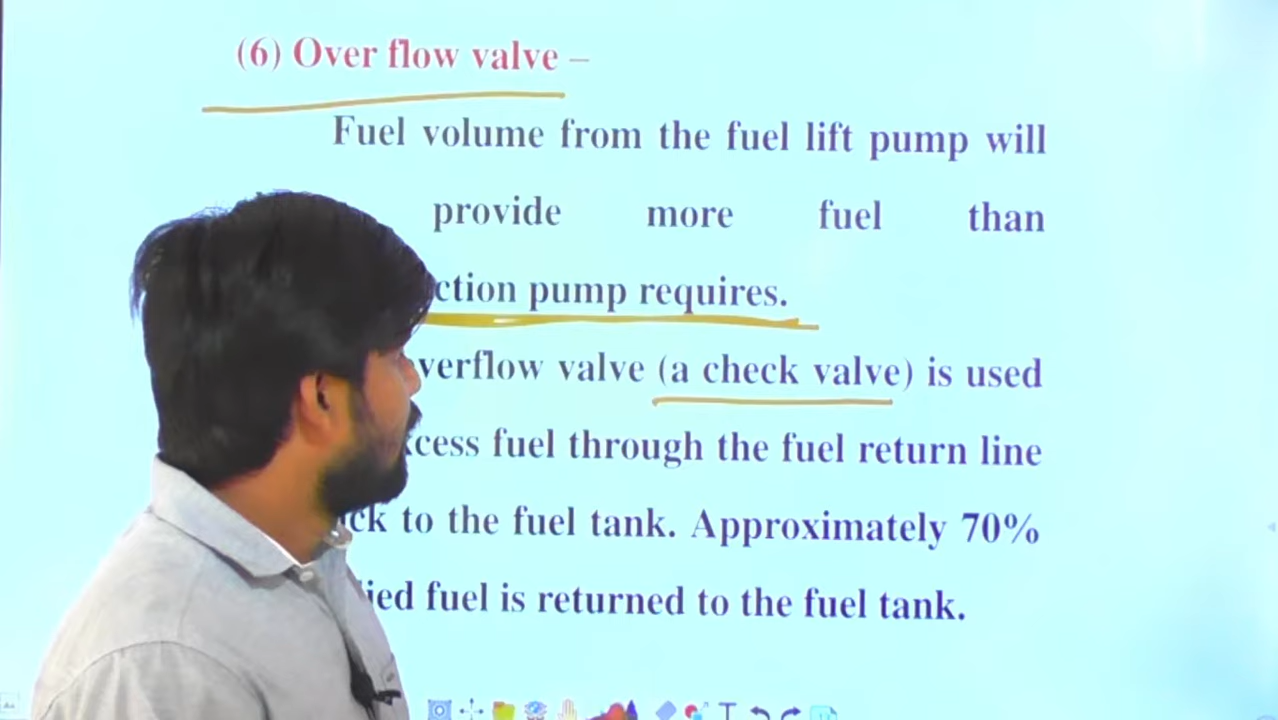 (6) Over flow valve –
Fuel volume from the fuel lift pump will
provide more fuel than
ction pump requires.
verflow valve (a check valve) is used
cess fuel through the fuel return line
ck to the fuel tank. Approximately 70%
ied fuel is returned to the fuel tank.